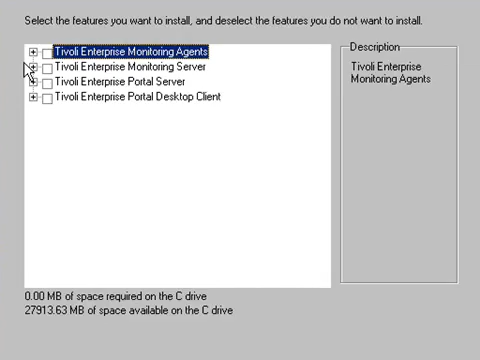 Select the features you want to install, and deselect the features you do not want to install.
Tivoli Enterprise Monitoring Agents
Tivoli Enterprise Monitoring Server
Tivoli Enterprise Portal Server
Tivoli Enterprise Portal Desktop Client
Description
Tivoli Enterprise
Monitoring Agents
0.00 MB of space required on the C drive
27913.63 MB of space available on the C drive